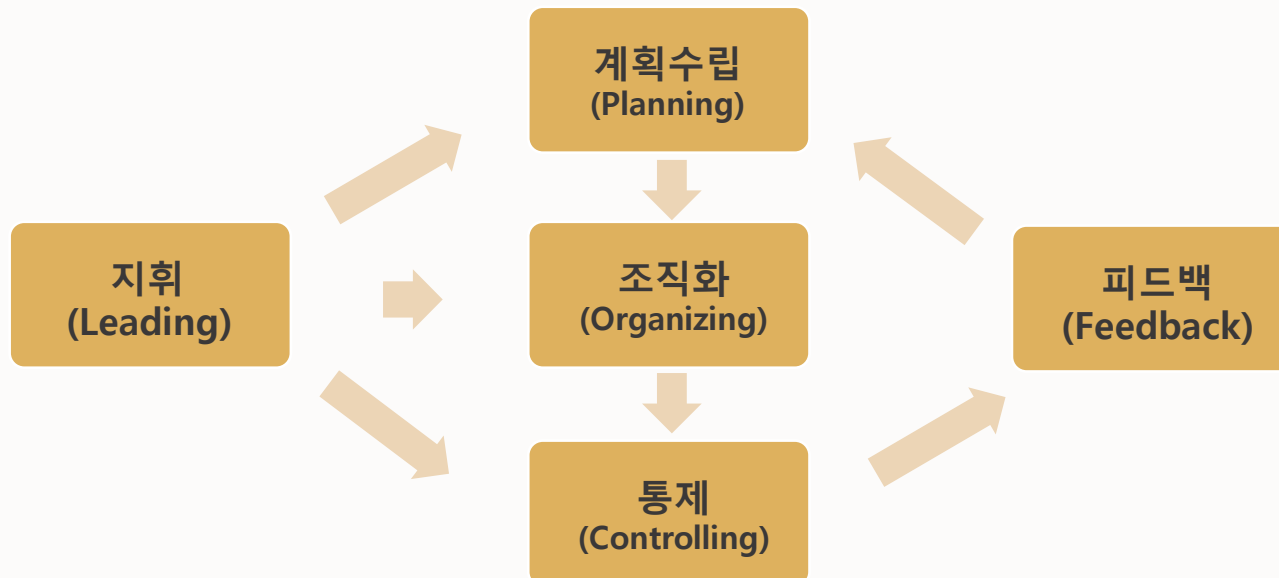 계획수립
(Planning)
지휘
(Leading)
조직화
(Organizing)
피드백
(Feedback)
통제
(Controlling)